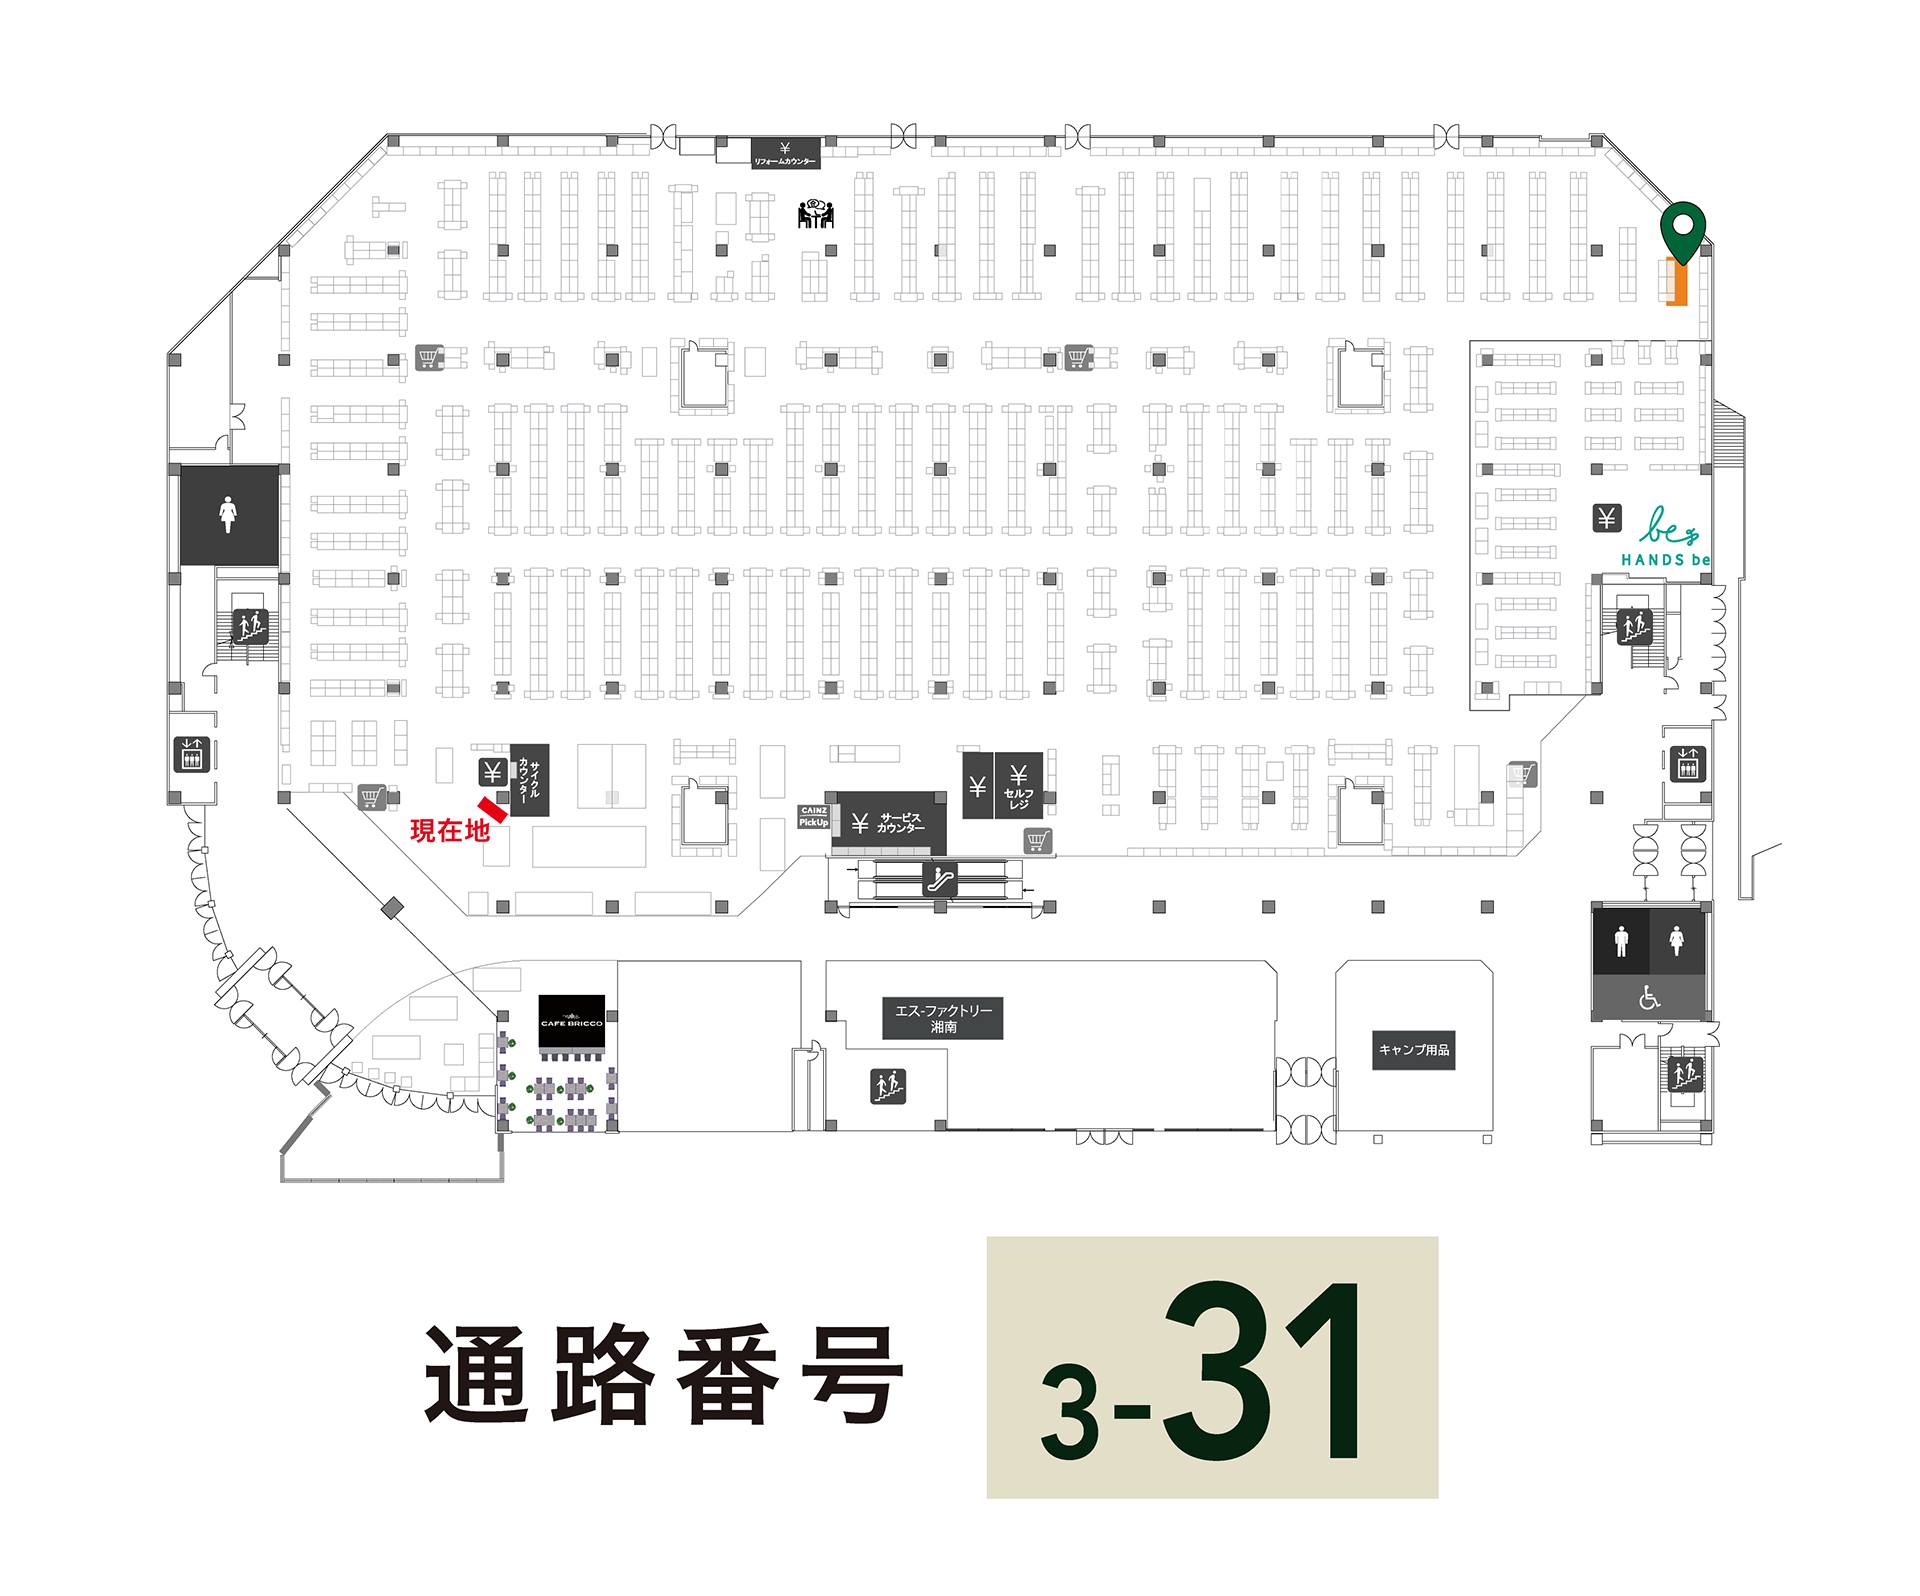 ¥
リフォームカウンター
¥
be
HANDS be
¥
サイクル
カウンター
現在地
CAINZ
PickUp
¥
サービス
カウンター
¥
¥
セルフ
レジ
CAFE BRICCO
エス-ファクトリー
湘南
キャンプ用品
通路番号
3-31